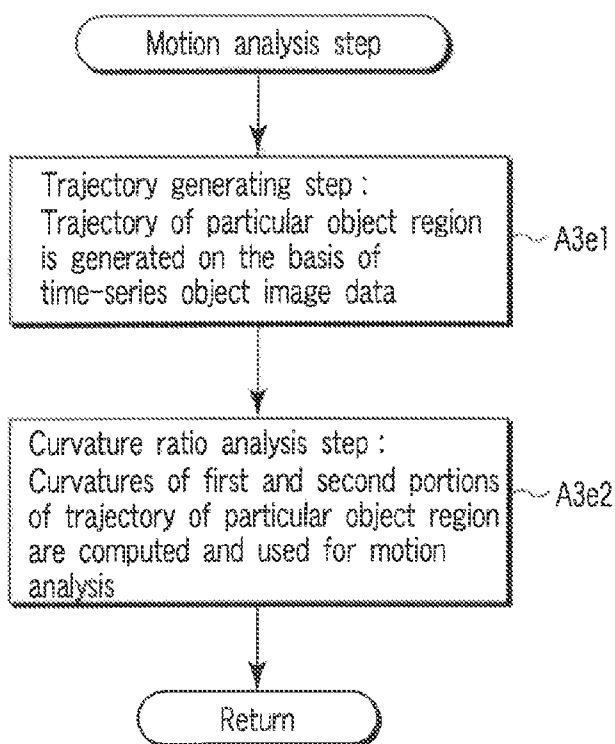 Motion analysis step
Trajectory generating step :
Trajectory of particular object region
is generated on the basis of
time-series object image data
A3e1
Curvature ratio analysis step :
Curvatures of first and second portions
of trajectory of particular object region
are computed and used for motion
analysis
A3e2
Return